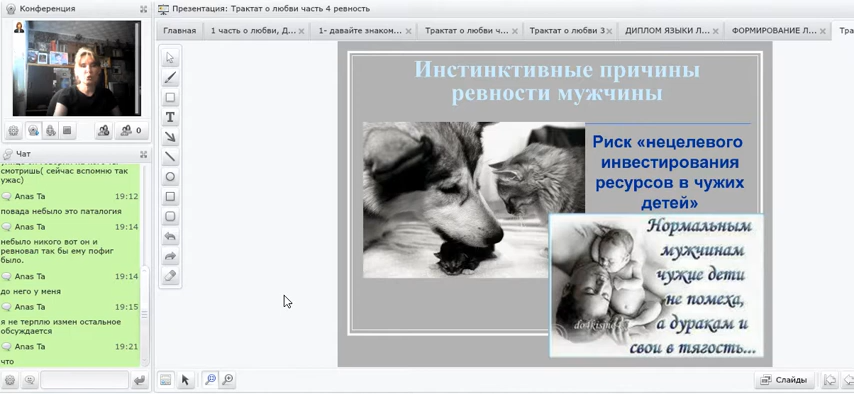 Конференция
Презентация: Трактат о любви часть 4 ревность
Главная
1 часть о любви, Д...
1- давайте знаком...
Трактат о любви ч...
Трактат о любви 3
ДИПЛОМ ЯЗЫКИ Л...
ФОРМИРОВАНИЕ Л...
Тра
0
Чат
смотришь( сейчас вспомню так
ужас)
Anas Ta 19:12
повада небыло это паталогия
Anas Ta 19:14
небыло никого вот он и
ревновал так бы ему пофиг
было.
Anas Ta 19:14
до него у меня
Anas Ta 19:15
я не терплю измен остальное
обсуждается
Anas Ta 19:21
что
T
Инстинктивные причины
ревности мужчины
Риск «нецелевого
инвестирования
ресурсов в чужих
детей»
Нормальным
мужчинам
чужие дети
не помеха,
а дуракам и
свои в тягость...
Слайды